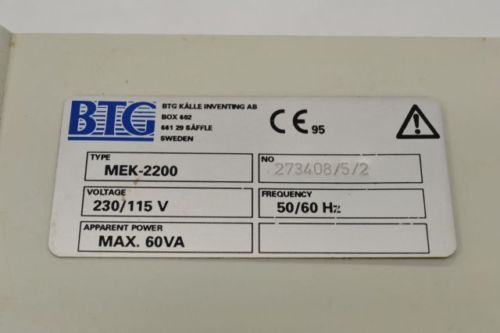 BTG
BTG KÄLLE INVENTING AB
BOX 602
661 29 SÄFFLE
SWEDEN
CE 95
TYPE
MEK-2200
NO
273408/5/2
VOLTAGE
230/115 V
FREQUENCY
50/60 Hz
APPARENT POWER
MAX. 60VA